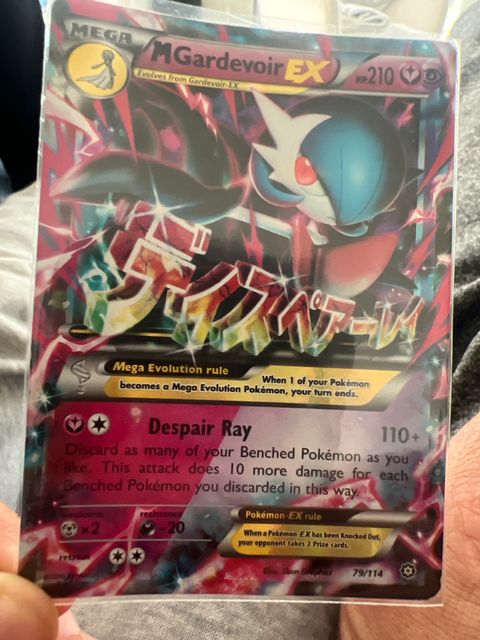 MEGA
M Gardevoir EX
HP210
Evolves from Gardevoir-EX
ディスペアーレイ
Mega Evolution rule
When 1 of your Pokémon
becomes a Mega Evolution Pokémon, your turn ends.
Despair Ray 110+
Discard as many of your Benched Pokémon as you
like. This attack does 10 more damage for each
Benched Pokémon you discarded in this way.
weakness
×2
resistance
-20
retreat
Pokémon-EX rule
When a Pokémon-EX has been Knocked Out,
your opponent takes 2 Prize cards.
Illus. 5ban Graphics
79/114